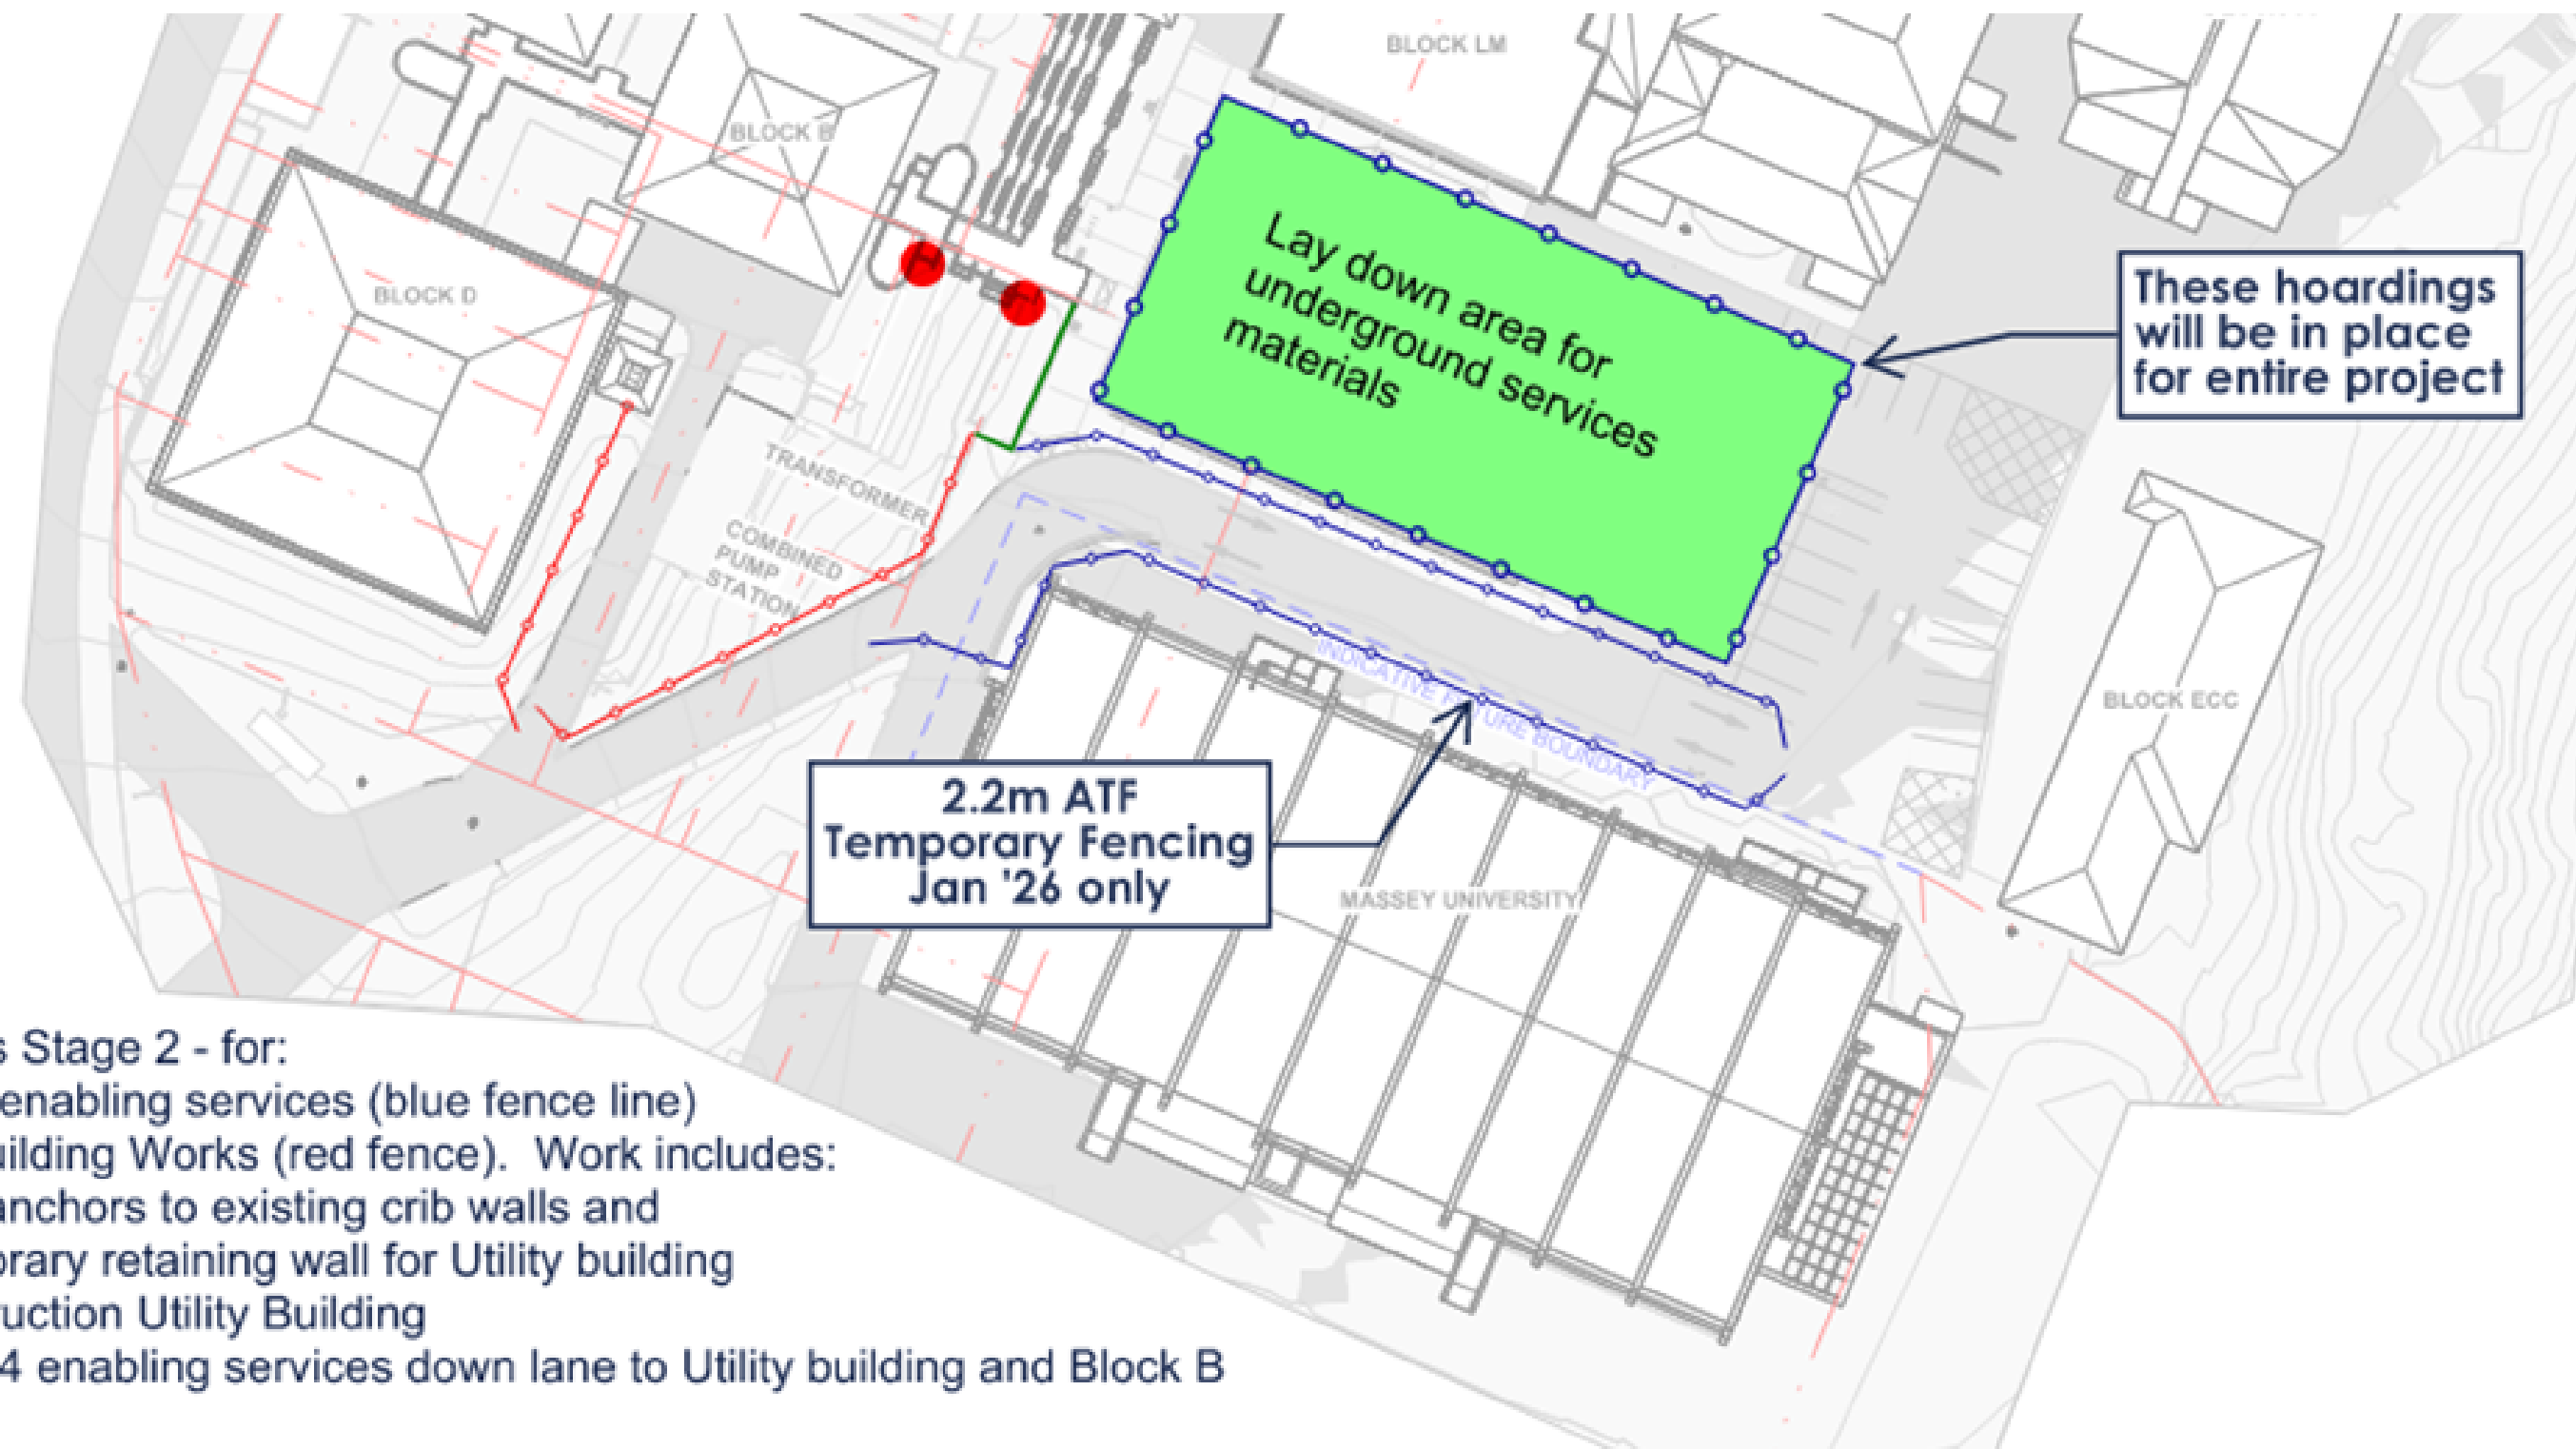 BLOCK LM
BLOCK B
BLOCK D
Lay down area for
underground services
materials
These hoardings
will be in place
for entire project
TRANSFORMER
COMBINED
PUMP
STATION
INDICATIVE FUTURE BOUNDARY
BLOCK ECC
2.2m ATF
Temporary Fencing
Jan '26 only
MASSEY UNIVERSITY
s Stage 2 - for:
enabling services (blue fence line)
uilding Works (red fence).  Work includes:
anchors to existing crib walls and
orary retaining wall for Utility building
ruction Utility Building
4 enabling services down lane to Utility building and Block B